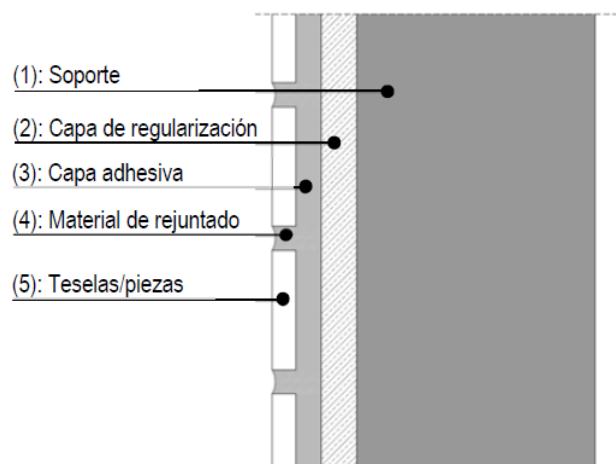 (1): Soporte
(2): Capa de regularización
(3): Capa adhesiva
(4): Material de rejuntado
(5): Teselas/piezas